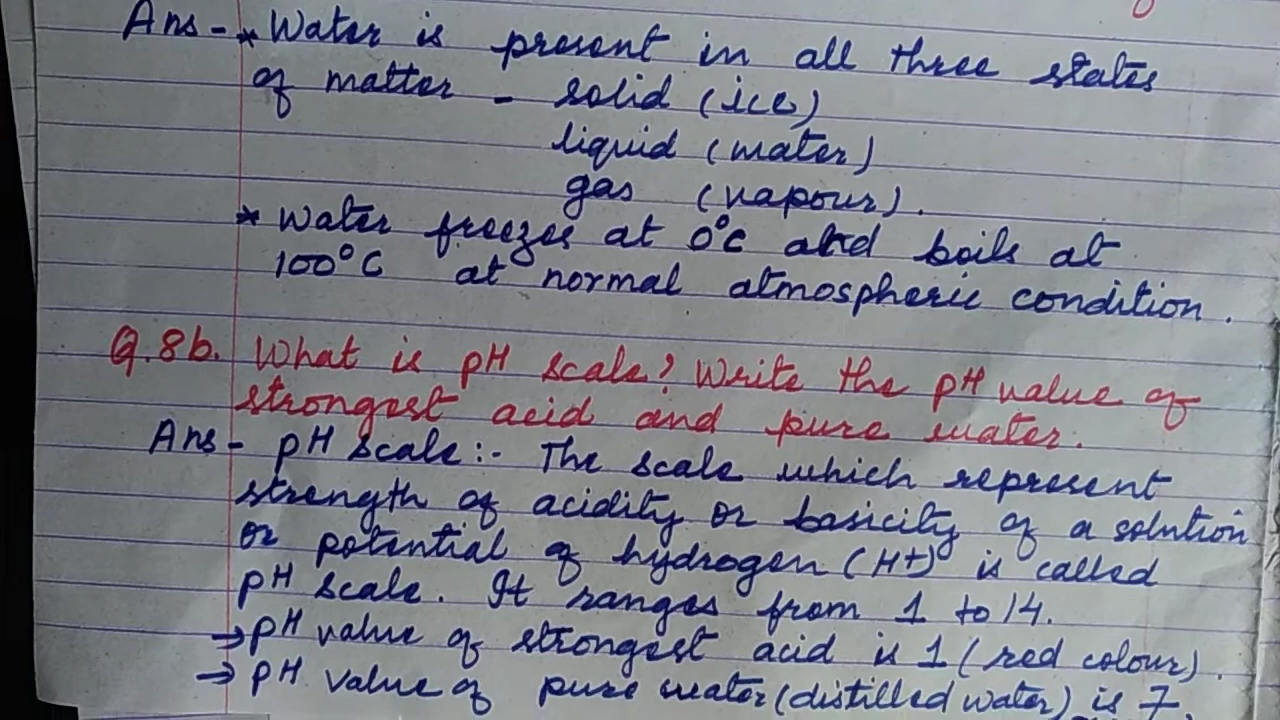 Ans - * Water is present in all three states
of matter - solid (ice)
liquid (water)
gas (vapour).
* Water freezes at 0°C and boils at
100°C at normal atmospheric condition.
Q.8b. What is pH scale? Write the pH value of
strongest acid and pure water.
Ans - pH scale:- The scale which represent
strength of acidity or basicity of a solution
or potential of hydrogen (H+) is called
pH scale. It ranges from 1 to 14.
→ pH value of strongest acid is 1 (red colour).
→ pH value of pure water (distilled water) is 7.